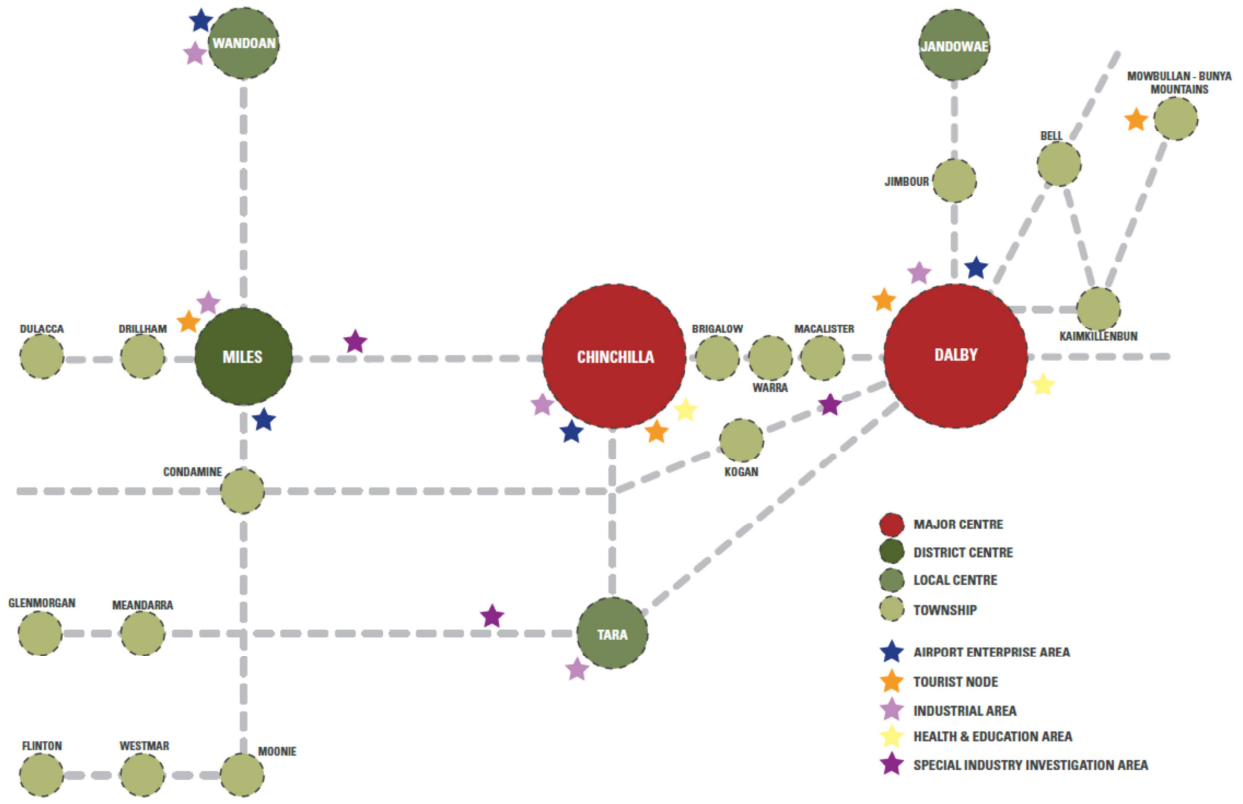 WANDOAN
JANDOWAE
MOWBULLAN - BUNYA
MOUNTAINS
BELL
JIMBOUR
DULACCA
DRILLHAM
MILES
CHINCHILLA
BRIGALOW
WARRA
MACALISTER
DALBY
KAIMKILLENBUN
CONDAMINE
KOGAN
GLENMORGAN
MEANDARRA
TARA
FLINTON
WESTMAR
MOONIE
MAJOR CENTRE
DISTRICT CENTRE
LOCAL CENTRE
TOWNSHIP
AIRPORT ENTERPRISE AREA
TOURIST NODE
INDUSTRIAL AREA
HEALTH & EDUCATION AREA
SPECIAL INDUSTRY INVESTIGATION AREA